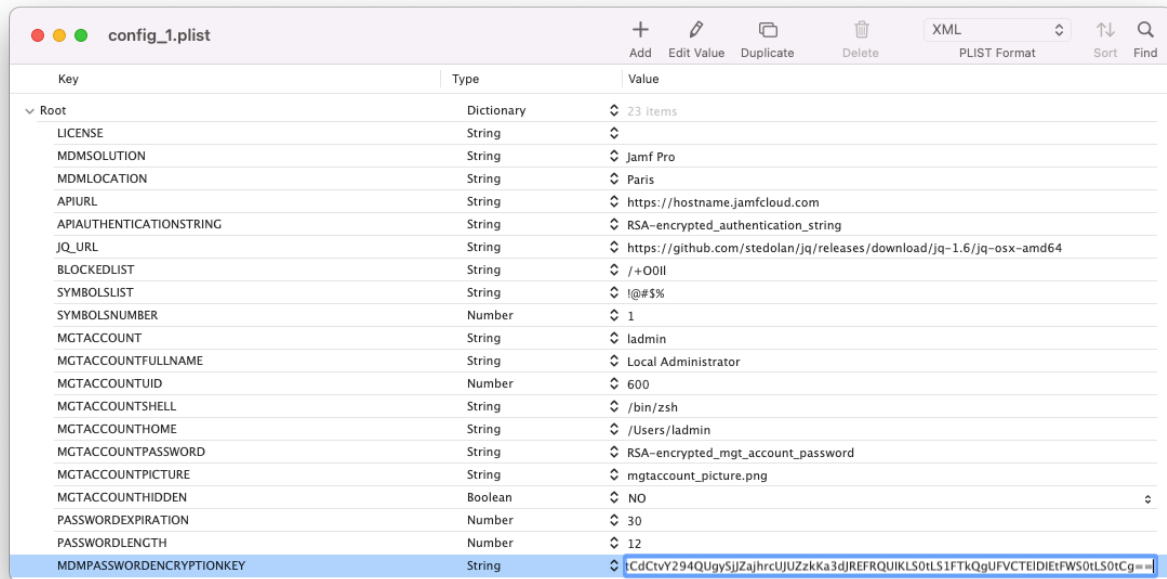 config_1.plist
Add Edit Value Duplicate Delete XML PLIST Format Sort Find
Key Type Value
Root Dictionary 23 items
LICENSE String
MDMSOLUTION String Jamf Pro
MDMLOCATION String Paris
APIURL String https://hostname.jamfcloud.com
APIAUTHENTICATIONSTRING String RSA-encrypted_authentication_string
JQ_URL String https://github.com/stedolan/jq/releases/download/jq-1.6/jq-osx-amd64
BLOCKEDLIST String /+O0Il
SYMBOLSLIST String !@#$%
SYMBOLSNUMBER Number 1
MGTACCOUNT String ladmin
MGTACCOUNTFULLNAME String Local Administrator
MGTACCOUNTUID Number 600
MGTACCOUNTSHELL String /bin/zsh
MGTACCOUNTHOME String /Users/ladmin
MGTACCOUNTPASSWORD String RSA-encrypted_mgt_account_password
MGTACCOUNTPICTURE String mgtaccount_picture.png
MGTACCOUNTHIDDEN Boolean NO
PASSWORDEXPIRATION Number 30
PASSWORDLENGTH Number 12
MDMPASSWORDENCRYPTIONKEY String